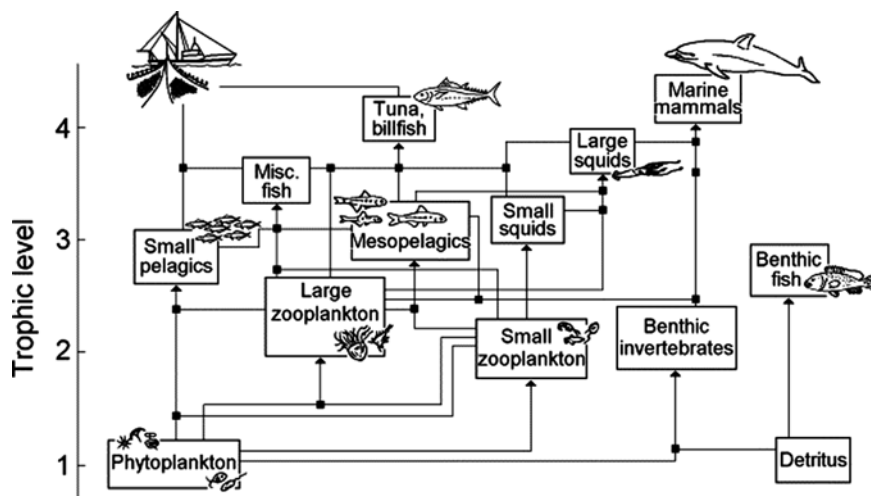 Trophic level
4
3
2
1
Tuna,
billfish
Marine
mammals
Large
squids
Misc.
fish
Small
squids
Mesopelagics
Small
pelagics
Benthic
fish
Large
zooplankton
Small
zooplankton
Benthic
invertebrates
Phytoplankton
Detritus